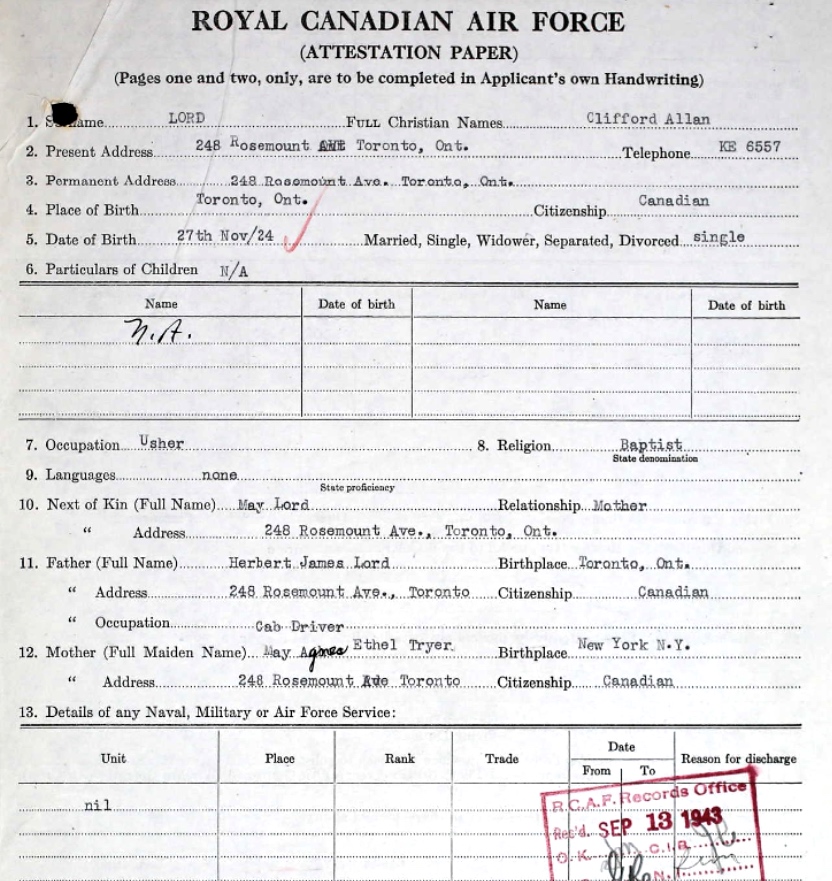 ROYAL CANADIAN AIR FORCE
(ATTESTATION PAPER)
(Pages one and two, only, are to be completed in Applicant's own Handwriting)
1. Surname LORD FULL Christian Names Clifford Allan
2. Present Address 248 Rosemount AVE Toronto, Ont. Telephone KE 6557
3. Permanent Address 248 Rosemount Ave. Toronto, Ont.
4. Place of Birth Toronto, Ont. Citizenship Canadian
5. Date of Birth 27th Nov/24 Married, Single, Widower, Separated, Divorced single
6. Particulars of Children N/A
Name Date of birth Name Date of birth
N.A.
7. Occupation Usher 8. Religion Baptist
State denomination
9. Languages none
State proficiency
10. Next of Kin (Full Name) May Lord Relationship Mother
" Address 248 Rosemount Ave., Toronto, Ont.
11. Father (Full Name) Herbert James Lord Birthplace Toronto, Ont.
" Address 248 Rosemount Ave., Toronto Citizenship Canadian
" Occupation Cab Driver
12. Mother (Full Maiden Name) May Agnes Ethel Tryer Birthplace New York N.Y.
" Address 248 Rosemount Ave Toronto Citizenship Canadian
13. Details of any Naval, Military or Air Force Service:
Unit Place Rank Trade Date From To Reason for discharge
nil
R.C.A.F. Records Office
Rec'd. SEP 13 1943
O.K. C.I.B.
N.